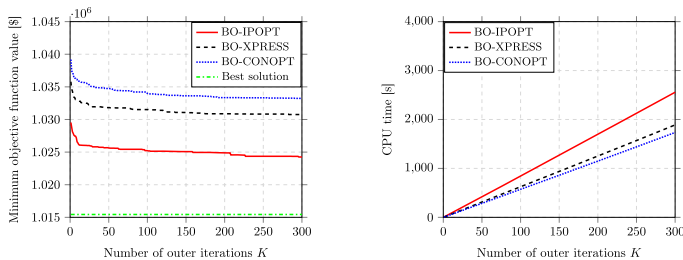 ·10⁶
1.045
1.040
1.035
1.030
1.025
1.020
1.015
Minimum objective function value [$]
BO-IPOPT
BO-XPRESS
BO-CONOPT
Best solution
0 50 100 150 200 250 300
Number of outer iterations K
4,000
3,000
2,000
1,000
0
CPU time [s]
BO-IPOPT
BO-XPRESS
BO-CONOPT
0 50 100 150 200 250 300
Number of outer iterations K